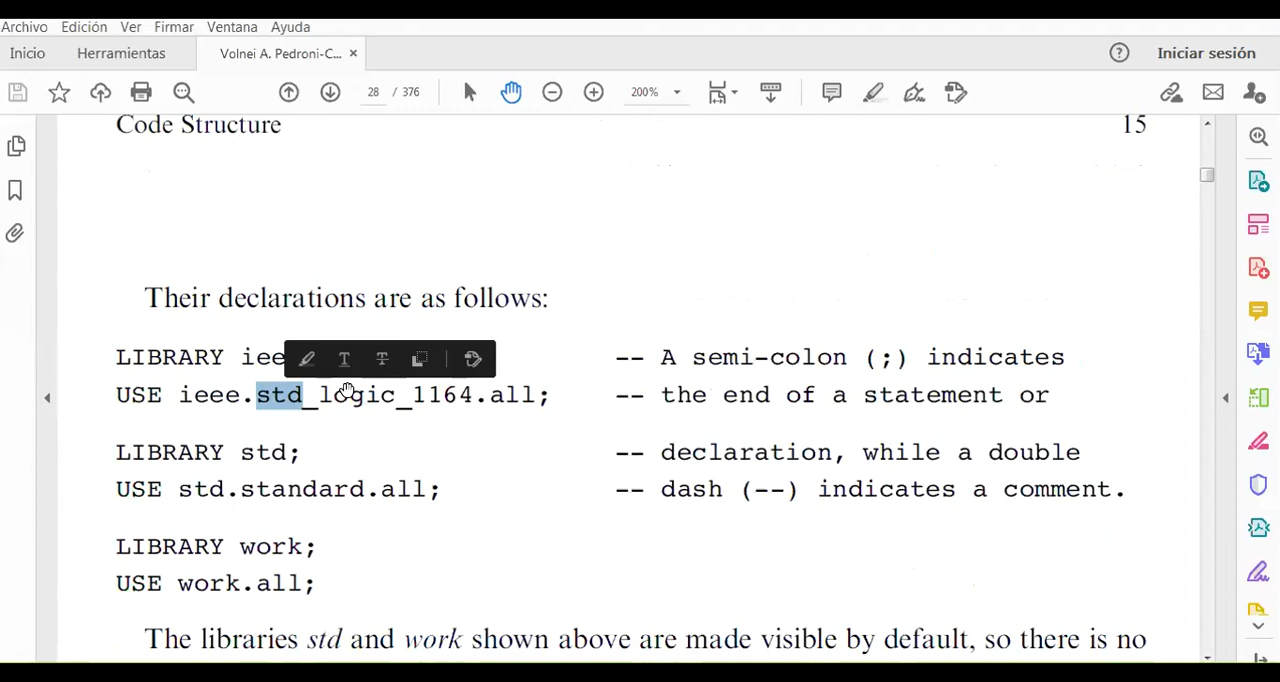 Archivo Edición Ver Firmar Ventana Ayuda
Inicio Herramientas Volnei A. Pedroni-C... × ? Iniciar sesión
28 / 376 200%
Code Structure 15
Their declarations are as follows:
LIBRARY iee -- A semi-colon (;) indicates
USE ieee.std_logic_1164.all; -- the end of a statement or
LIBRARY std; -- declaration, while a double
USE std.standard.all; -- dash (--) indicates a comment.
LIBRARY work;
USE work.all;
The libraries std and work shown above are made visible by default, so there is no